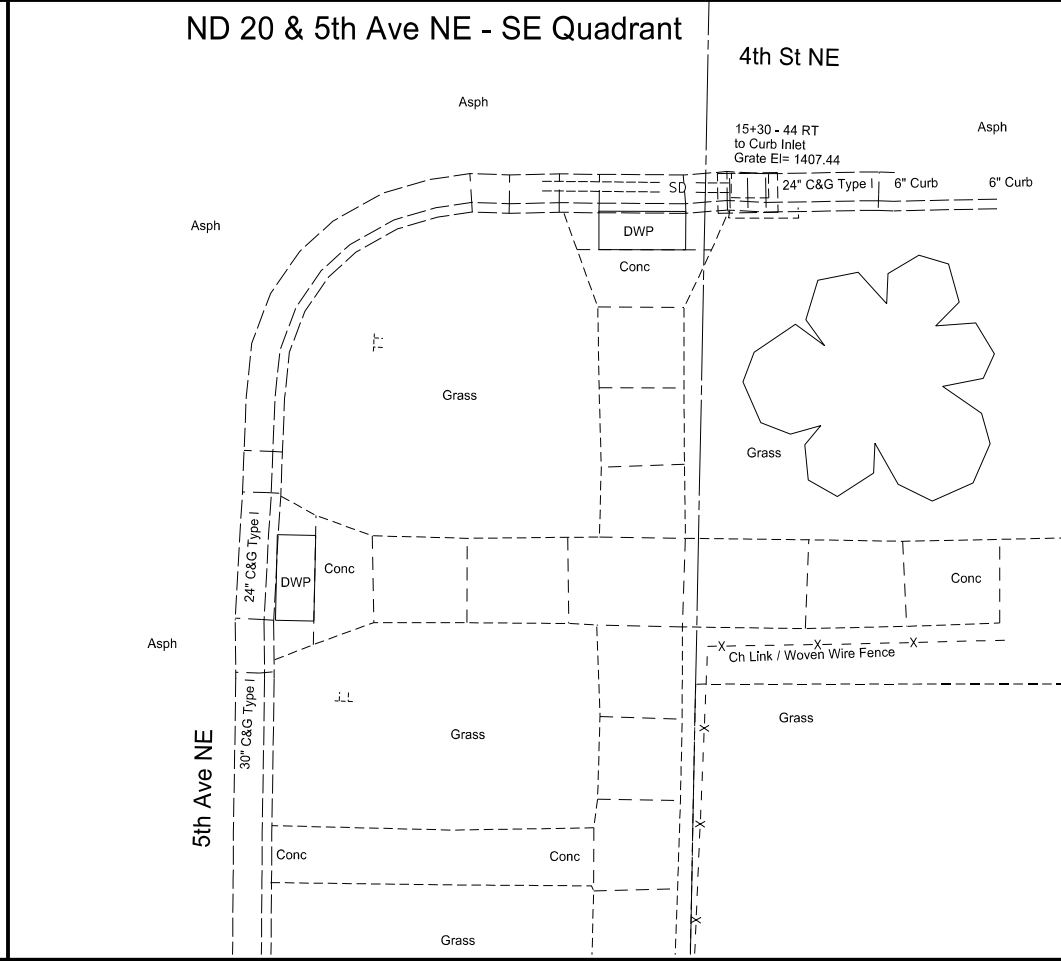 ND 20 & 5th Ave NE - SE Quadrant
4th St NE
Asph
15+30 - 44 RT
to Curb Inlet
Grate El= 1407.44
Asph
SD
24" C&G Type I
6" Curb
6" Curb
Asph
DWP
Conc
Grass
Grass
24" C&G Type I
DWP
Conc
Conc
Asph
X
X
X
Ch Link / Woven Wire Fence
30" C&G Type I
Grass
Grass
X
5th Ave NE
X
Conc
Conc
X
Grass